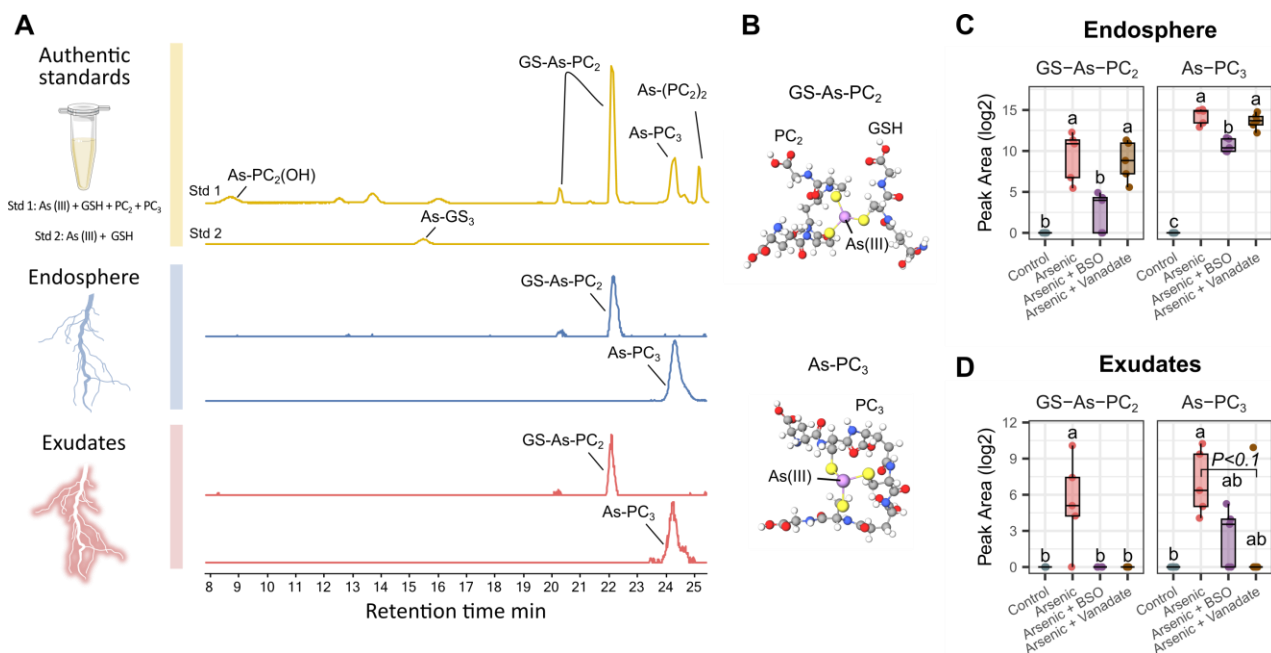 A
Authentic
standards
Std 1: As (III) + GSH + PC2 + PC3
Std 2: As (III) + GSH
Endosphere
Exudates
GS-As-PC2
As-(PC2)2
As-PC3
As-PC2(OH)
Std 1
As-GS3
Std 2
GS-As-PC2
As-PC3
GS-As-PC2
As-PC3
8 9 10 11 12 13 14 15 16 17 18 19 20 21 22 23 24 25
Retention time min
B
GS-As-PC2
PC2 GSH
As(III)
As-PC3
PC3
As(III)
C
Endosphere
GS−As−PC2 As−PC3
Peak Area (log2)
15
10
5
0
b a b a
c a b a
Control Arsenic Arsenic + BSO Arsenic + Vanadate
Control Arsenic Arsenic + BSO Arsenic + Vanadate
D
Exudates
GS−As−PC2 As−PC3
Peak Area (log2)
12
9
6
3
0
b a b b
b a ab ab
P<0.1
Control Arsenic Arsenic + BSO Arsenic + Vanadate
Control Arsenic Arsenic + BSO Arsenic + Vanadate